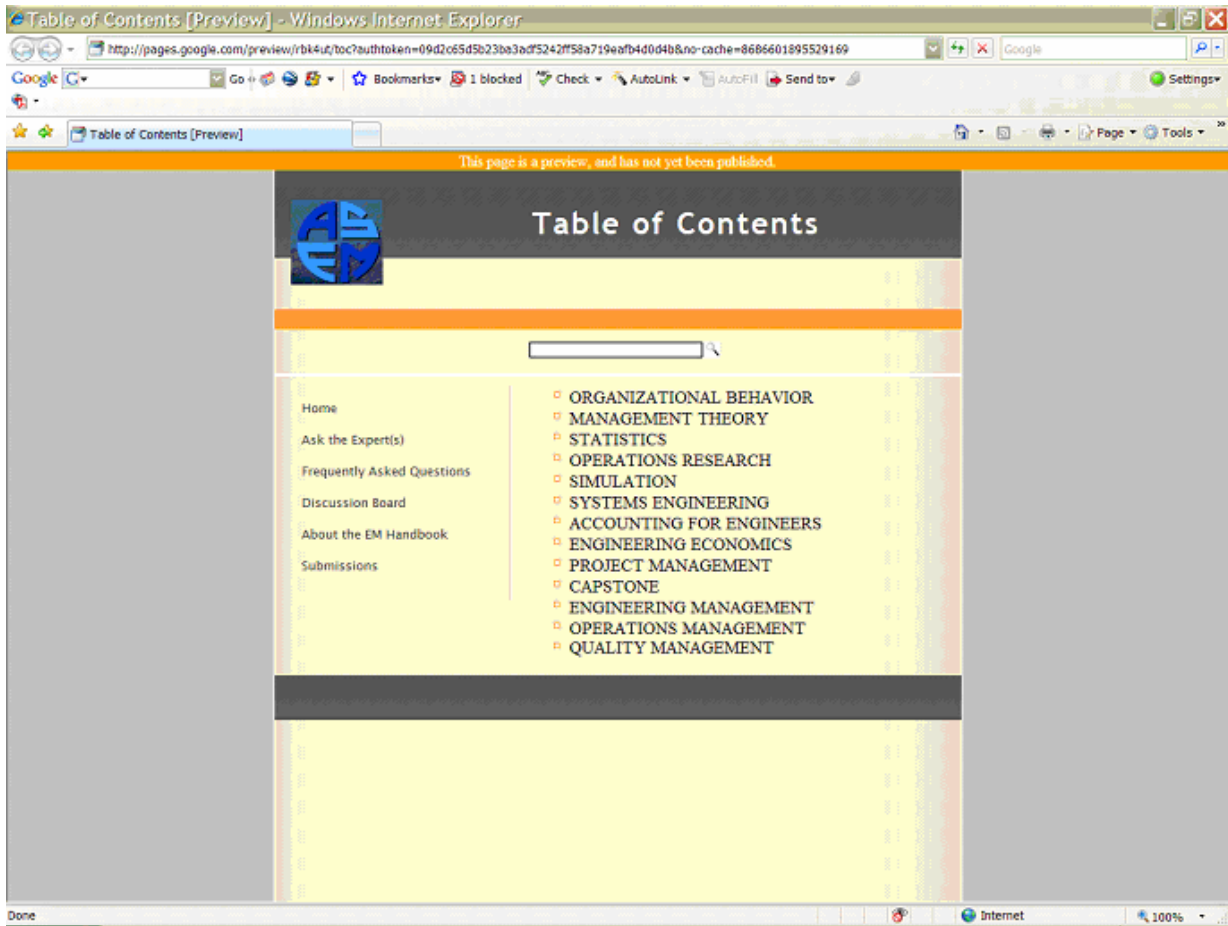 Table of Contents [Preview] - Windows Internet Explorer
http://pages.google.com/preview/rbk4ut/toc?authtoken=09d2c65d5b23ba3adf5242ff58a719eafb4d0d4b&no-cache=8686601895529169
Google
Google G Go Bookmarks 1 blocked Check AutoLink AutoFill Send to Settings
Table of Contents [Preview] Page Tools
This page is a preview, and has not yet been published.
ASEM
Table of Contents
Home
Ask the Expert(s)
Frequently Asked Questions
Discussion Board
About the EM Handbook
Submissions
ORGANIZATIONAL BEHAVIOR
MANAGEMENT THEORY
STATISTICS
OPERATIONS RESEARCH
SIMULATION
SYSTEMS ENGINEERING
ACCOUNTING FOR ENGINEERS
ENGINEERING ECONOMICS
PROJECT MANAGEMENT
CAPSTONE
ENGINEERING MANAGEMENT
OPERATIONS MANAGEMENT
QUALITY MANAGEMENT
Done Internet 100%